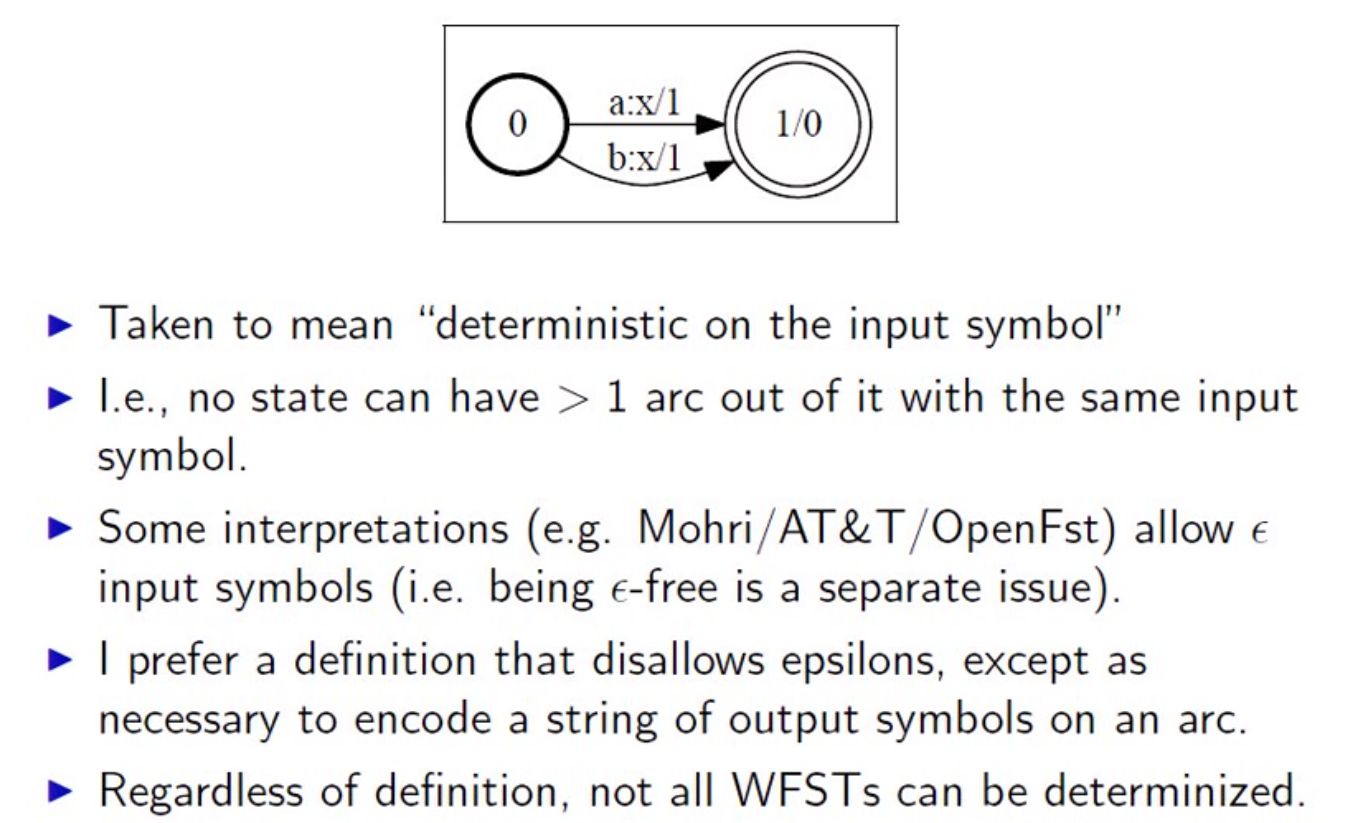 0
a:x/1
b:x/1
1/0
▶ Taken to mean “deterministic on the input symbol”
▶ I.e., no state can have > 1 arc out of it with the same input
symbol.
▶ Some interpretations (e.g. Mohri/AT&T/OpenFst) allow ϵ
input symbols (i.e. being ϵ-free is a separate issue).
▶ I prefer a definition that disallows epsilons, except as
necessary to encode a string of output symbols on an arc.
▶ Regardless of definition, not all WFSTs can be determinized.